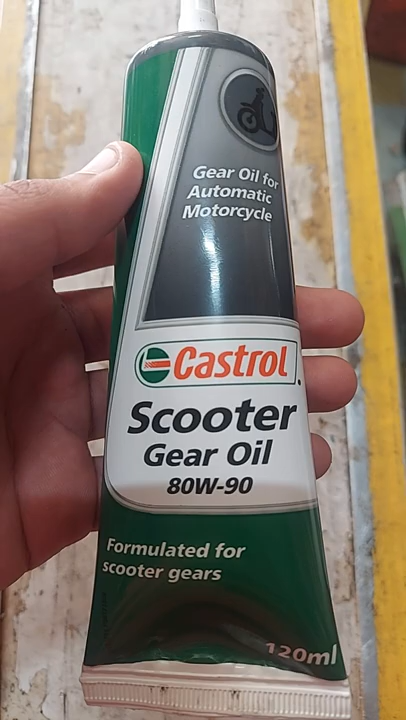 Gear Oil for
Automatic
Motorcycle
Castrol
Scooter
Gear Oil
80W-90
Formulated for
scooter gears
120ml